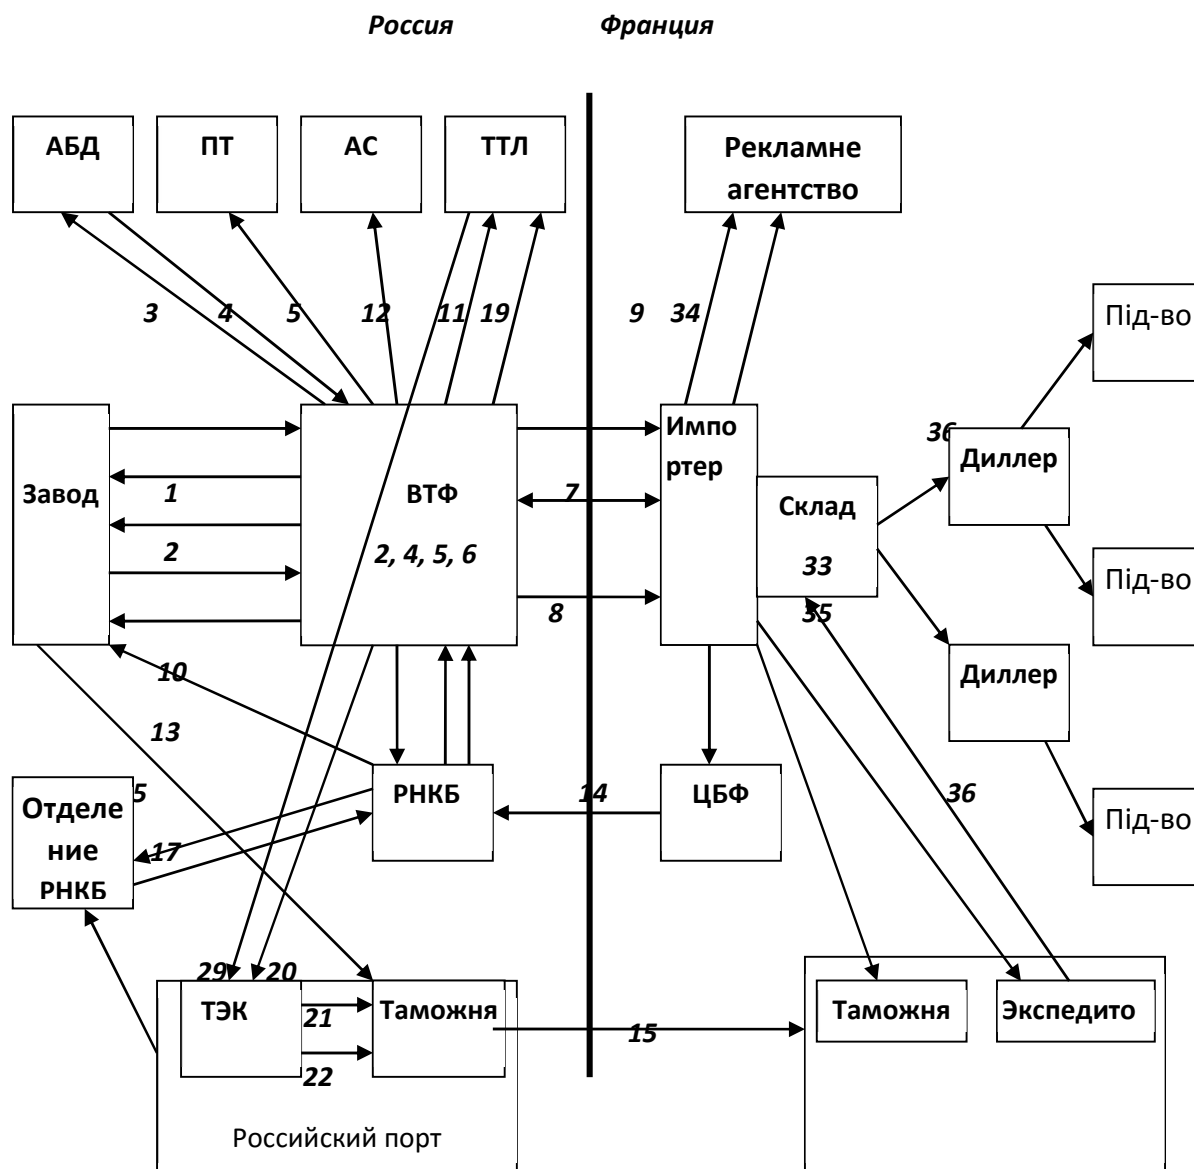 Россия Франция
АБД ПТ АС ТТЛ Рекламне
агентство
3 4 5 12 11 19 9 34
Під-во
Завод
1
2
ВТФ
2, 4, 5, 6
7
8
Импо
ртер
Склад
33
35
36
Диллер
Під-во
Диллер
10
13
Отделе
ние
РНКБ
5
17
РНКБ
14
ЦБФ
36
Під-во
29 20
ТЭК
21
22
Таможня
15
Таможня
Экспедито
Российский порт